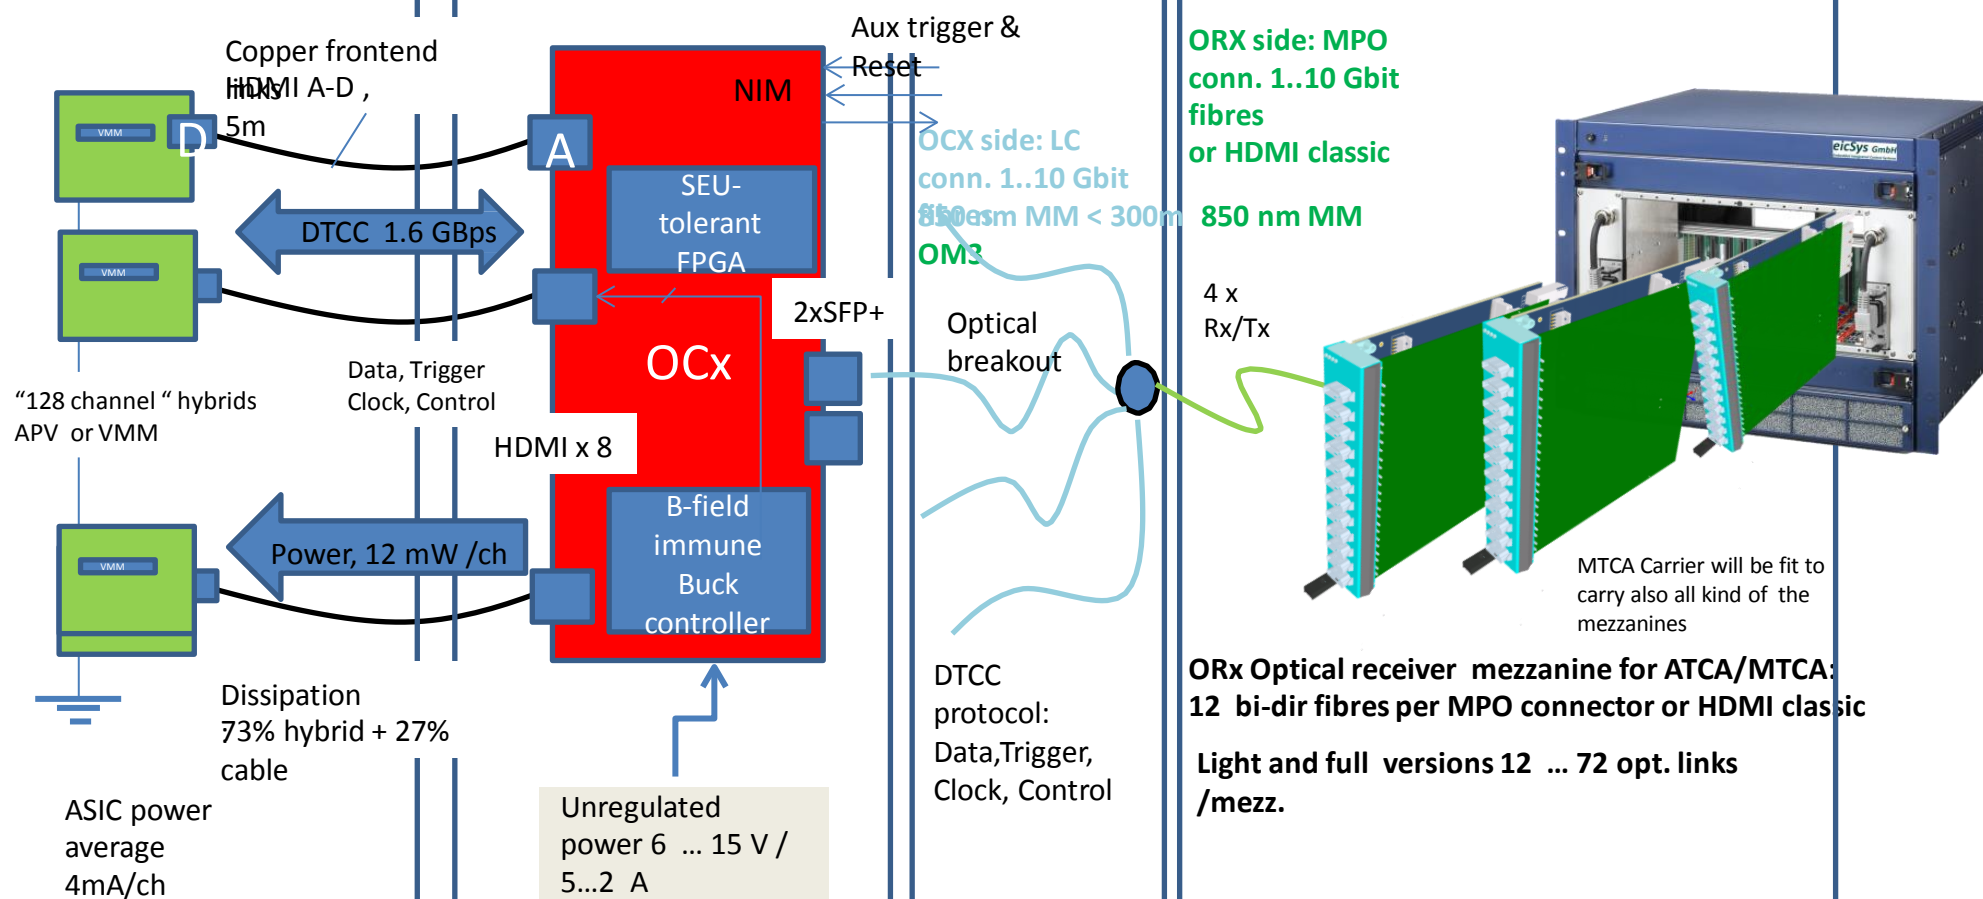 Copper frontend
links
HDMI A-D ,
5m
VMM
D
A
DTCC 1.6 GBps
VMM
"128 channel " hybrids
APV or VMM
Data, Trigger
Clock, Control
HDMI x 8
VMM
Power, 12 mW /ch
Dissipation
:
73% hybrid + 27%
cable
ASIC power
average
4mA/ch
NIM
SEU-
tolerant
FPGA
OCx
2xSFP+
B-field
immune
Buck
controller
Unregulated
power 6 ... 15 V /
5...2 A
Aux trigger &
Reset
OCX side: LC
conn. 1..10 Gbit
fibres
850 nm MM < 300m
OM3
Optical
breakout
DTCC
protocol:
Data,Trigger,
Clock, Control
ORX side: MPO
conn. 1..10 Gbit
fibres
or HDMI classic
850 nm MM
4 x
Rx/Tx
eicSys GmbH
MTCA Carrier will be fit to
carry also all kind of the
mezzanines
ORx Optical receiver mezzanine for ATCA/MTCA:
12 bi-dir fibres per MPO connector or HDMI classic
Light and full versions 12 ... 72 opt. links
/mezz.